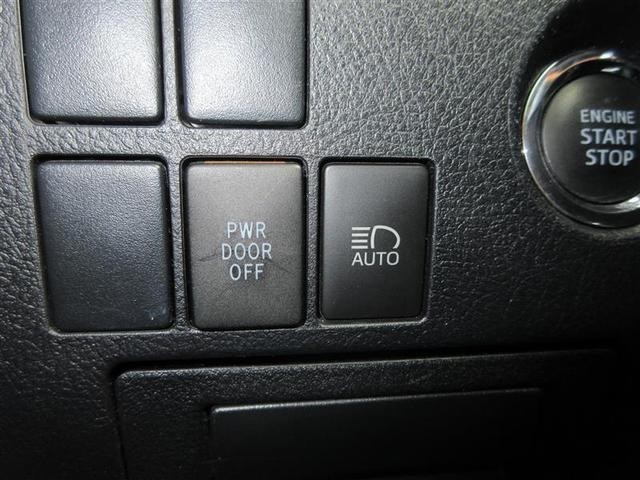 PWR
DOOR
OFF
AUTO
ENGINE
START
STOP